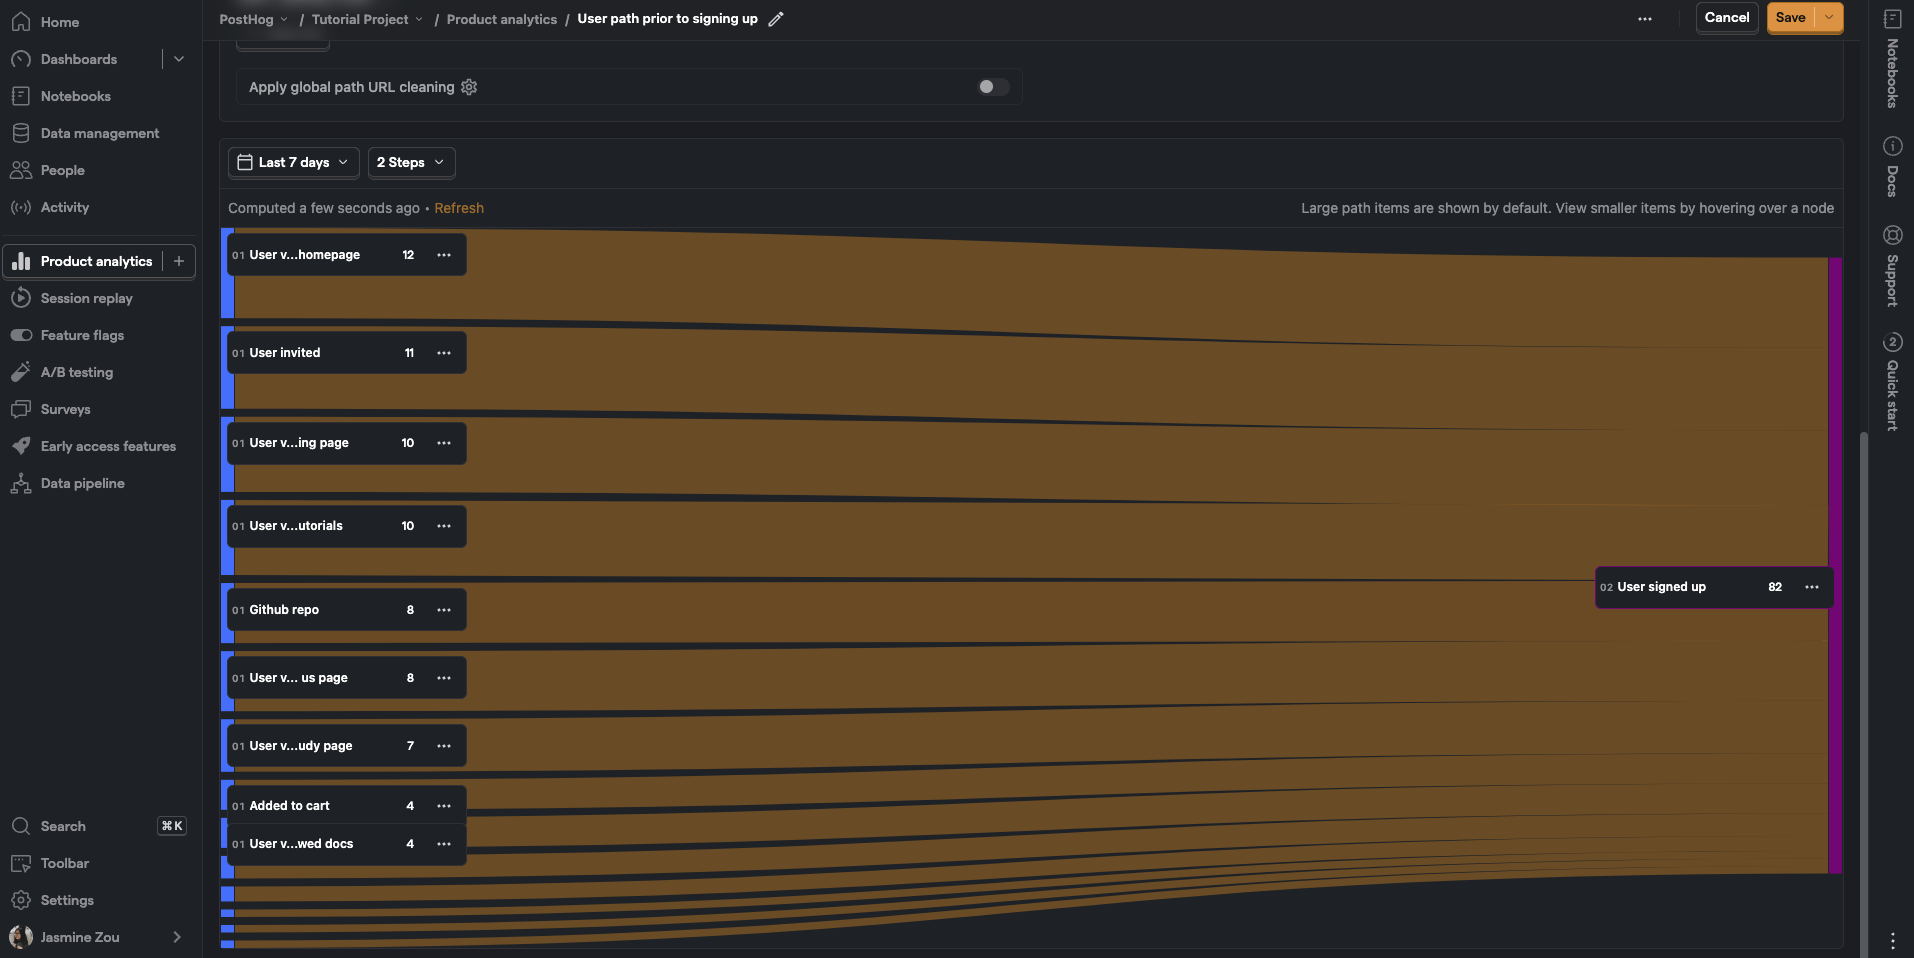 Home
Dashboards
Notebooks
Data management
People
Activity
Product analytics
Session replay
Feature flags
A/B testing
Surveys
Early access features
Data pipeline
Search ⌘K
Toolbar
Settings
Jasmine Zou
PostHog / Tutorial Project / Product analytics / User path prior to signing up
Cancel
Save
Apply global path URL cleaning
Last 7 days
2 Steps
Computed a few seconds ago • Refresh
Large path items are shown by default. View smaller items by hovering over a node
01 User v...homepage 12
01 User invited 11
01 User v...ing page 10
01 User v...utorials 10
01 Github repo 8
01 User v... us page 8
01 User v...udy page 7
01 Added to cart 4
01 User v...wed docs 4
02 User signed up 82
Notebooks
Docs
Support
2
Quick start